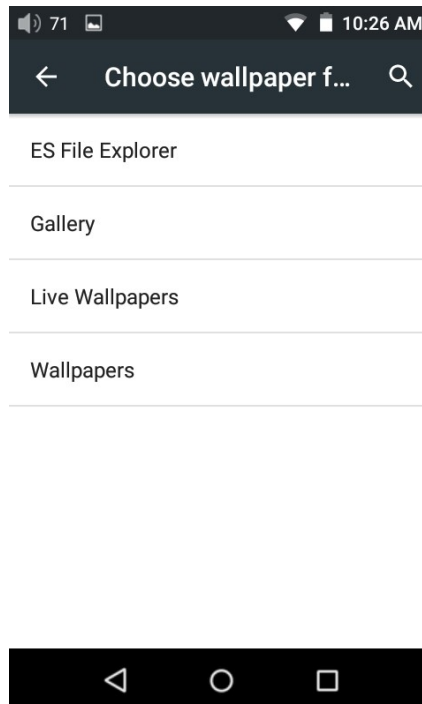 71 10:26 AM
Choose wallpaper f...
ES File Explorer
Gallery
Live Wallpapers
Wallpapers